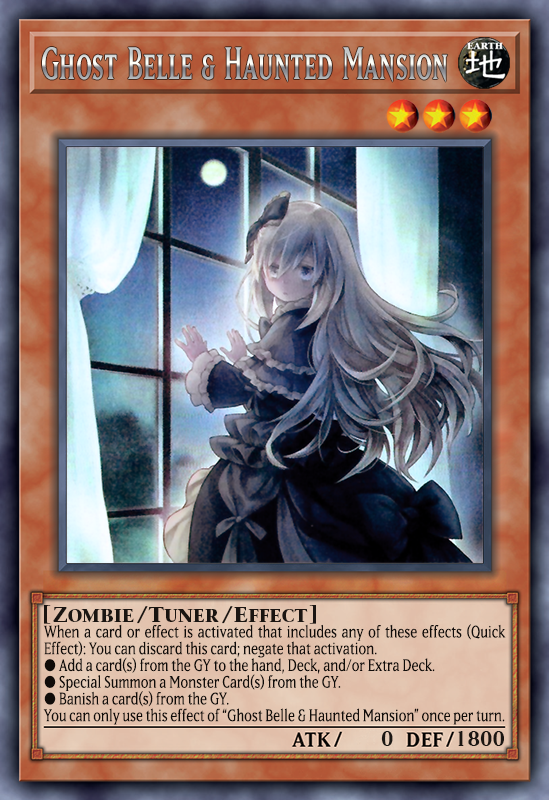 Ghost Belle & Haunted Mansion
EARTH
地
[Zombie/Tuner/Effect]
When a card or effect is activated that includes any of these effects (Quick
Effect): You can discard this card; negate that activation.
● Add a card(s) from the GY to the hand, Deck, and/or Extra Deck.
● Special Summon a Monster Card(s) from the GY.
● Banish a card(s) from the GY.
You can only use this effect of “Ghost Belle & Haunted Mansion” once per turn.
ATK/ 0 DEF/1800